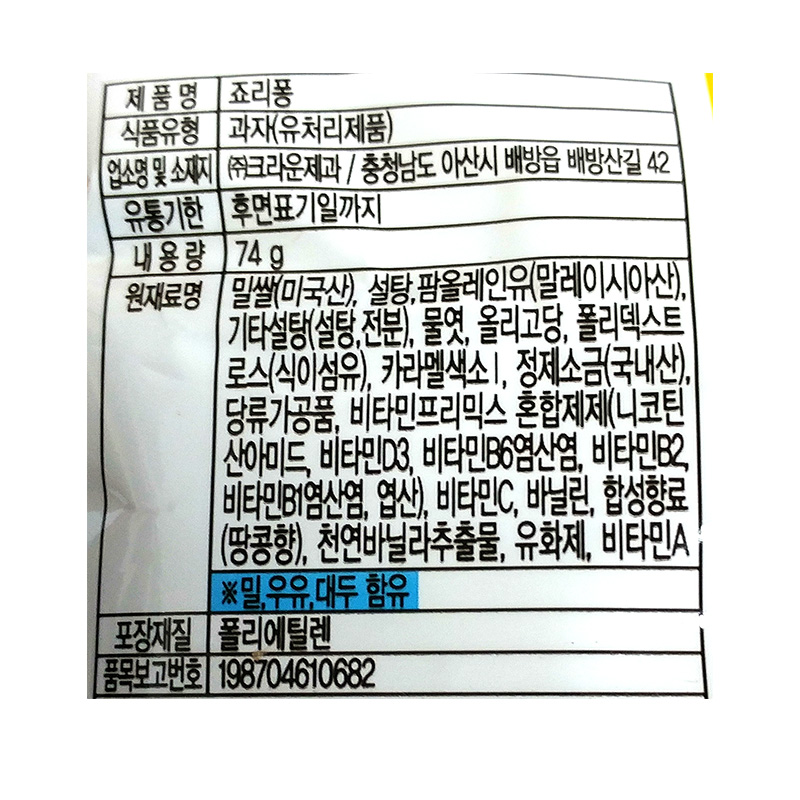 제품명 죠리퐁
식품유형 과자(유처리제품)
업소명 및 소재지 ㈜크라운제과 / 충청남도 아산시 배방읍 배방산길 42
유통기한 후면표기일까지
내용량 74 g
원재료명 밀쌀(미국산), 설탕,팜올레인유(말레이시아산),
기타설탕(설탕,전분), 물엿, 올리고당, 폴리덱스트
로스(식이섬유), 카라멜색소Ⅰ, 정제소금(국내산),
당류가공품, 비타민프리믹스 혼합제제(니코틴
산아미드, 비타민D3, 비타민B6염산염, 비타민B2,
비타민B1염산염, 엽산), 비타민C, 바닐린, 합성향료
(땅콩향), 천연바닐라추출물, 유화제, 비타민A
※밀,우유,대두 함유
포장재질 폴리에틸렌
품목보고번호 198704610682